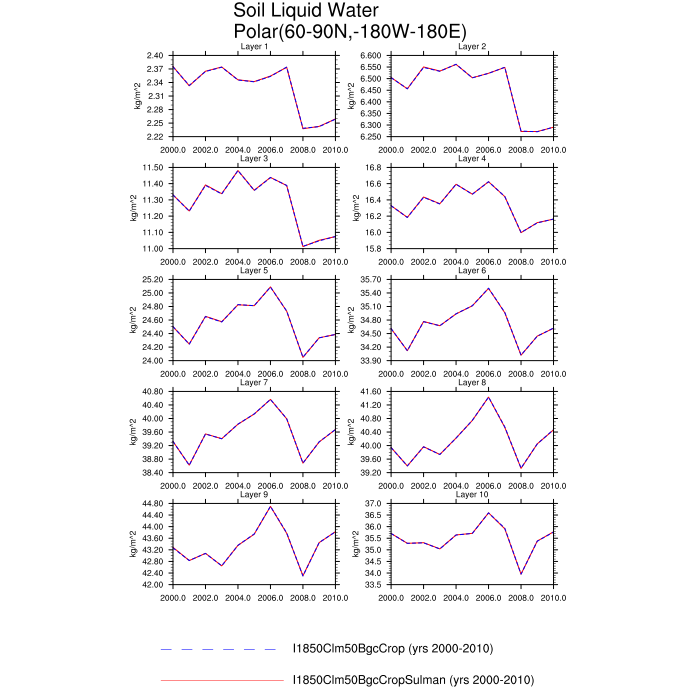 Soil Liquid Water
Polar(60-90N,-180W-180E)
Layer 1
Layer 2
kg/m^2
2.40
2.37
2.34
2.31
2.28
2.25
2.22
2000.0 2002.0 2004.0 2006.0 2008.0 2010.0
kg/m^2
6.600
6.550
6.500
6.450
6.400
6.350
6.300
6.250
2000.0 2002.0 2004.0 2006.0 2008.0 2010.0
Layer 3
Layer 4
kg/m^2
11.50
11.40
11.30
11.20
11.10
11.00
2000.0 2002.0 2004.0 2006.0 2008.0 2010.0
kg/m^2
16.8
16.6
16.4
16.2
16.0
15.8
2000.0 2002.0 2004.0 2006.0 2008.0 2010.0
Layer 5
Layer 6
kg/m^2
25.20
25.00
24.80
24.60
24.40
24.20
24.00
2000.0 2002.0 2004.0 2006.0 2008.0 2010.0
kg/m^2
35.70
35.40
35.10
34.80
34.50
34.20
33.90
2000.0 2002.0 2004.0 2006.0 2008.0 2010.0
Layer 7
Layer 8
kg/m^2
40.80
40.40
40.00
39.60
39.20
38.80
38.40
2000.0 2002.0 2004.0 2006.0 2008.0 2010.0
kg/m^2
41.60
41.20
40.80
40.40
40.00
39.60
39.20
2000.0 2002.0 2004.0 2006.0 2008.0 2010.0
Layer 9
Layer 10
kg/m^2
44.80
44.40
44.00
43.60
43.20
42.80
42.40
42.00
2000.0 2002.0 2004.0 2006.0 2008.0 2010.0
kg/m^2
37.0
36.5
36.0
35.5
35.0
34.5
34.0
33.5
2000.0 2002.0 2004.0 2006.0 2008.0 2010.0
I1850Clm50BgcCrop (yrs 2000-2010)
I1850Clm50BgcCropSulman (yrs 2000-2010)